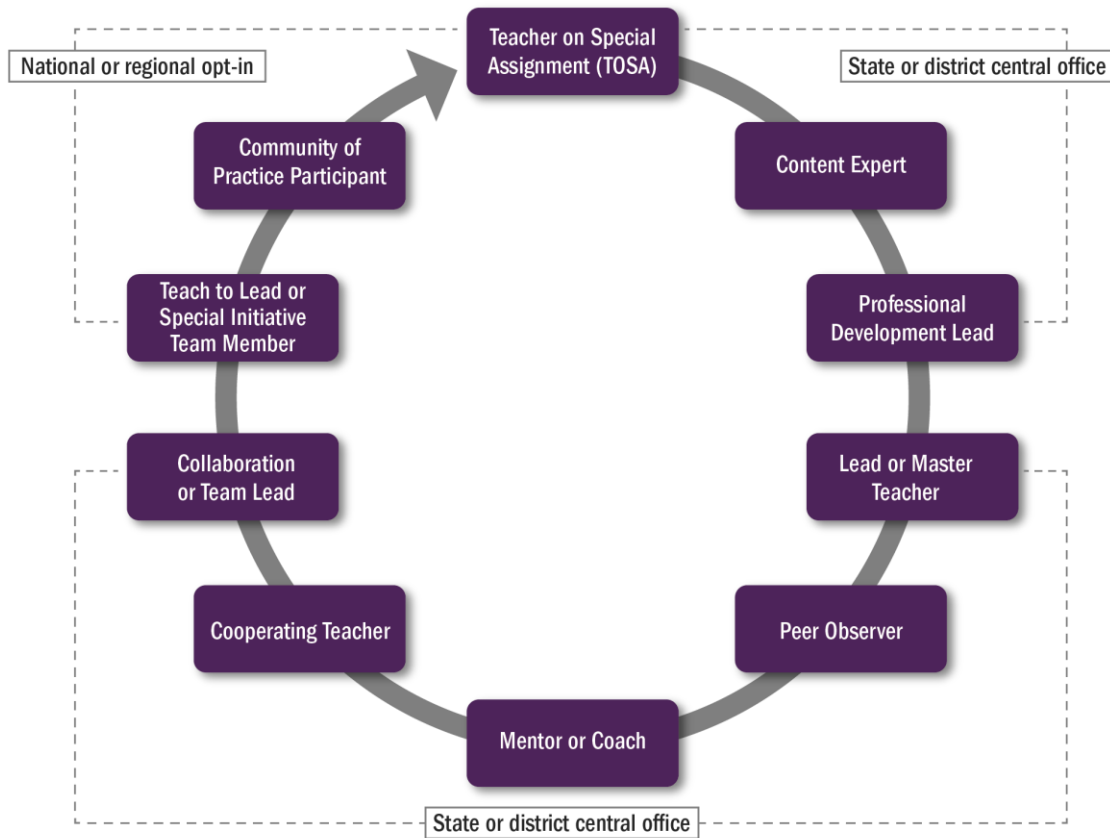 Teacher on Special
Assignment (TOSA)
National or regional opt-in
State or district central office
Community of
Practice Participant
Content Expert
Teach to Lead or
Special Initiative
Team Member
Professional
Development Lead
Collaboration
or Team Lead
Lead or Master
Teacher
Cooperating Teacher
Peer Observer
Mentor or Coach
State or district central office